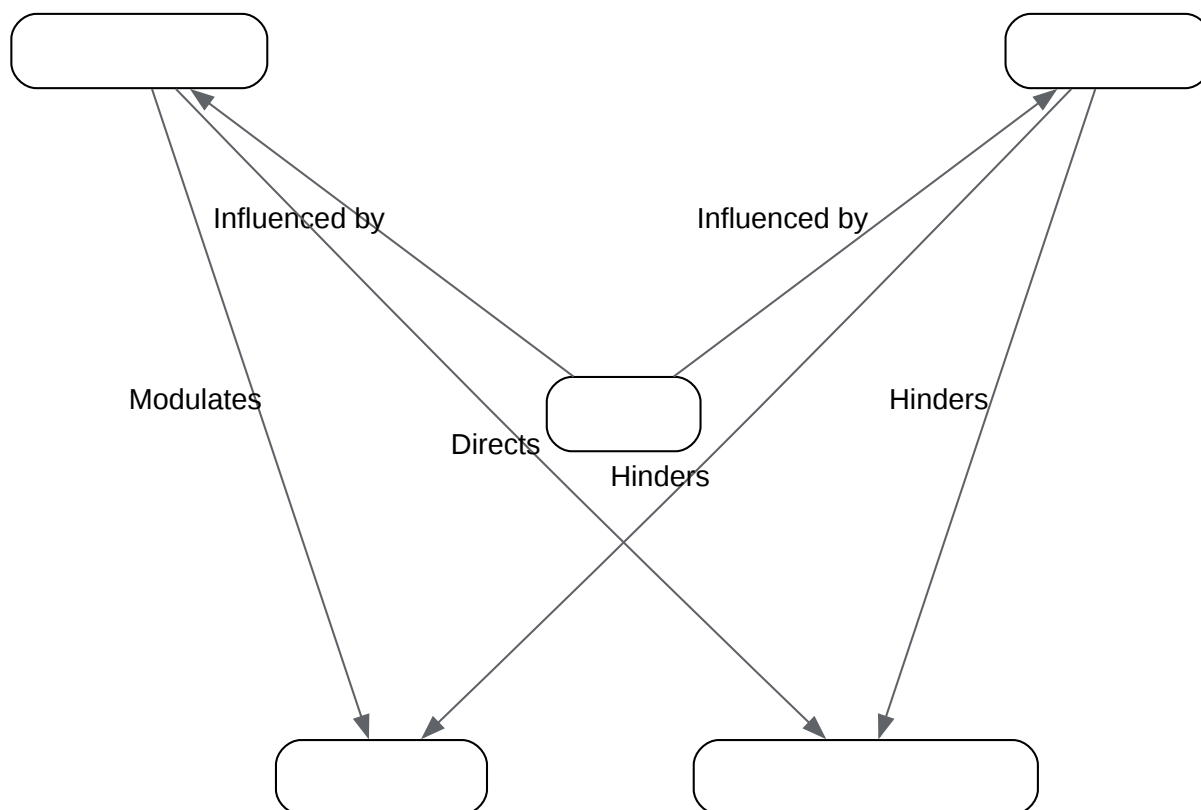 Influenced by
Influenced by
Modulates
Hinders
Directs
Hinders